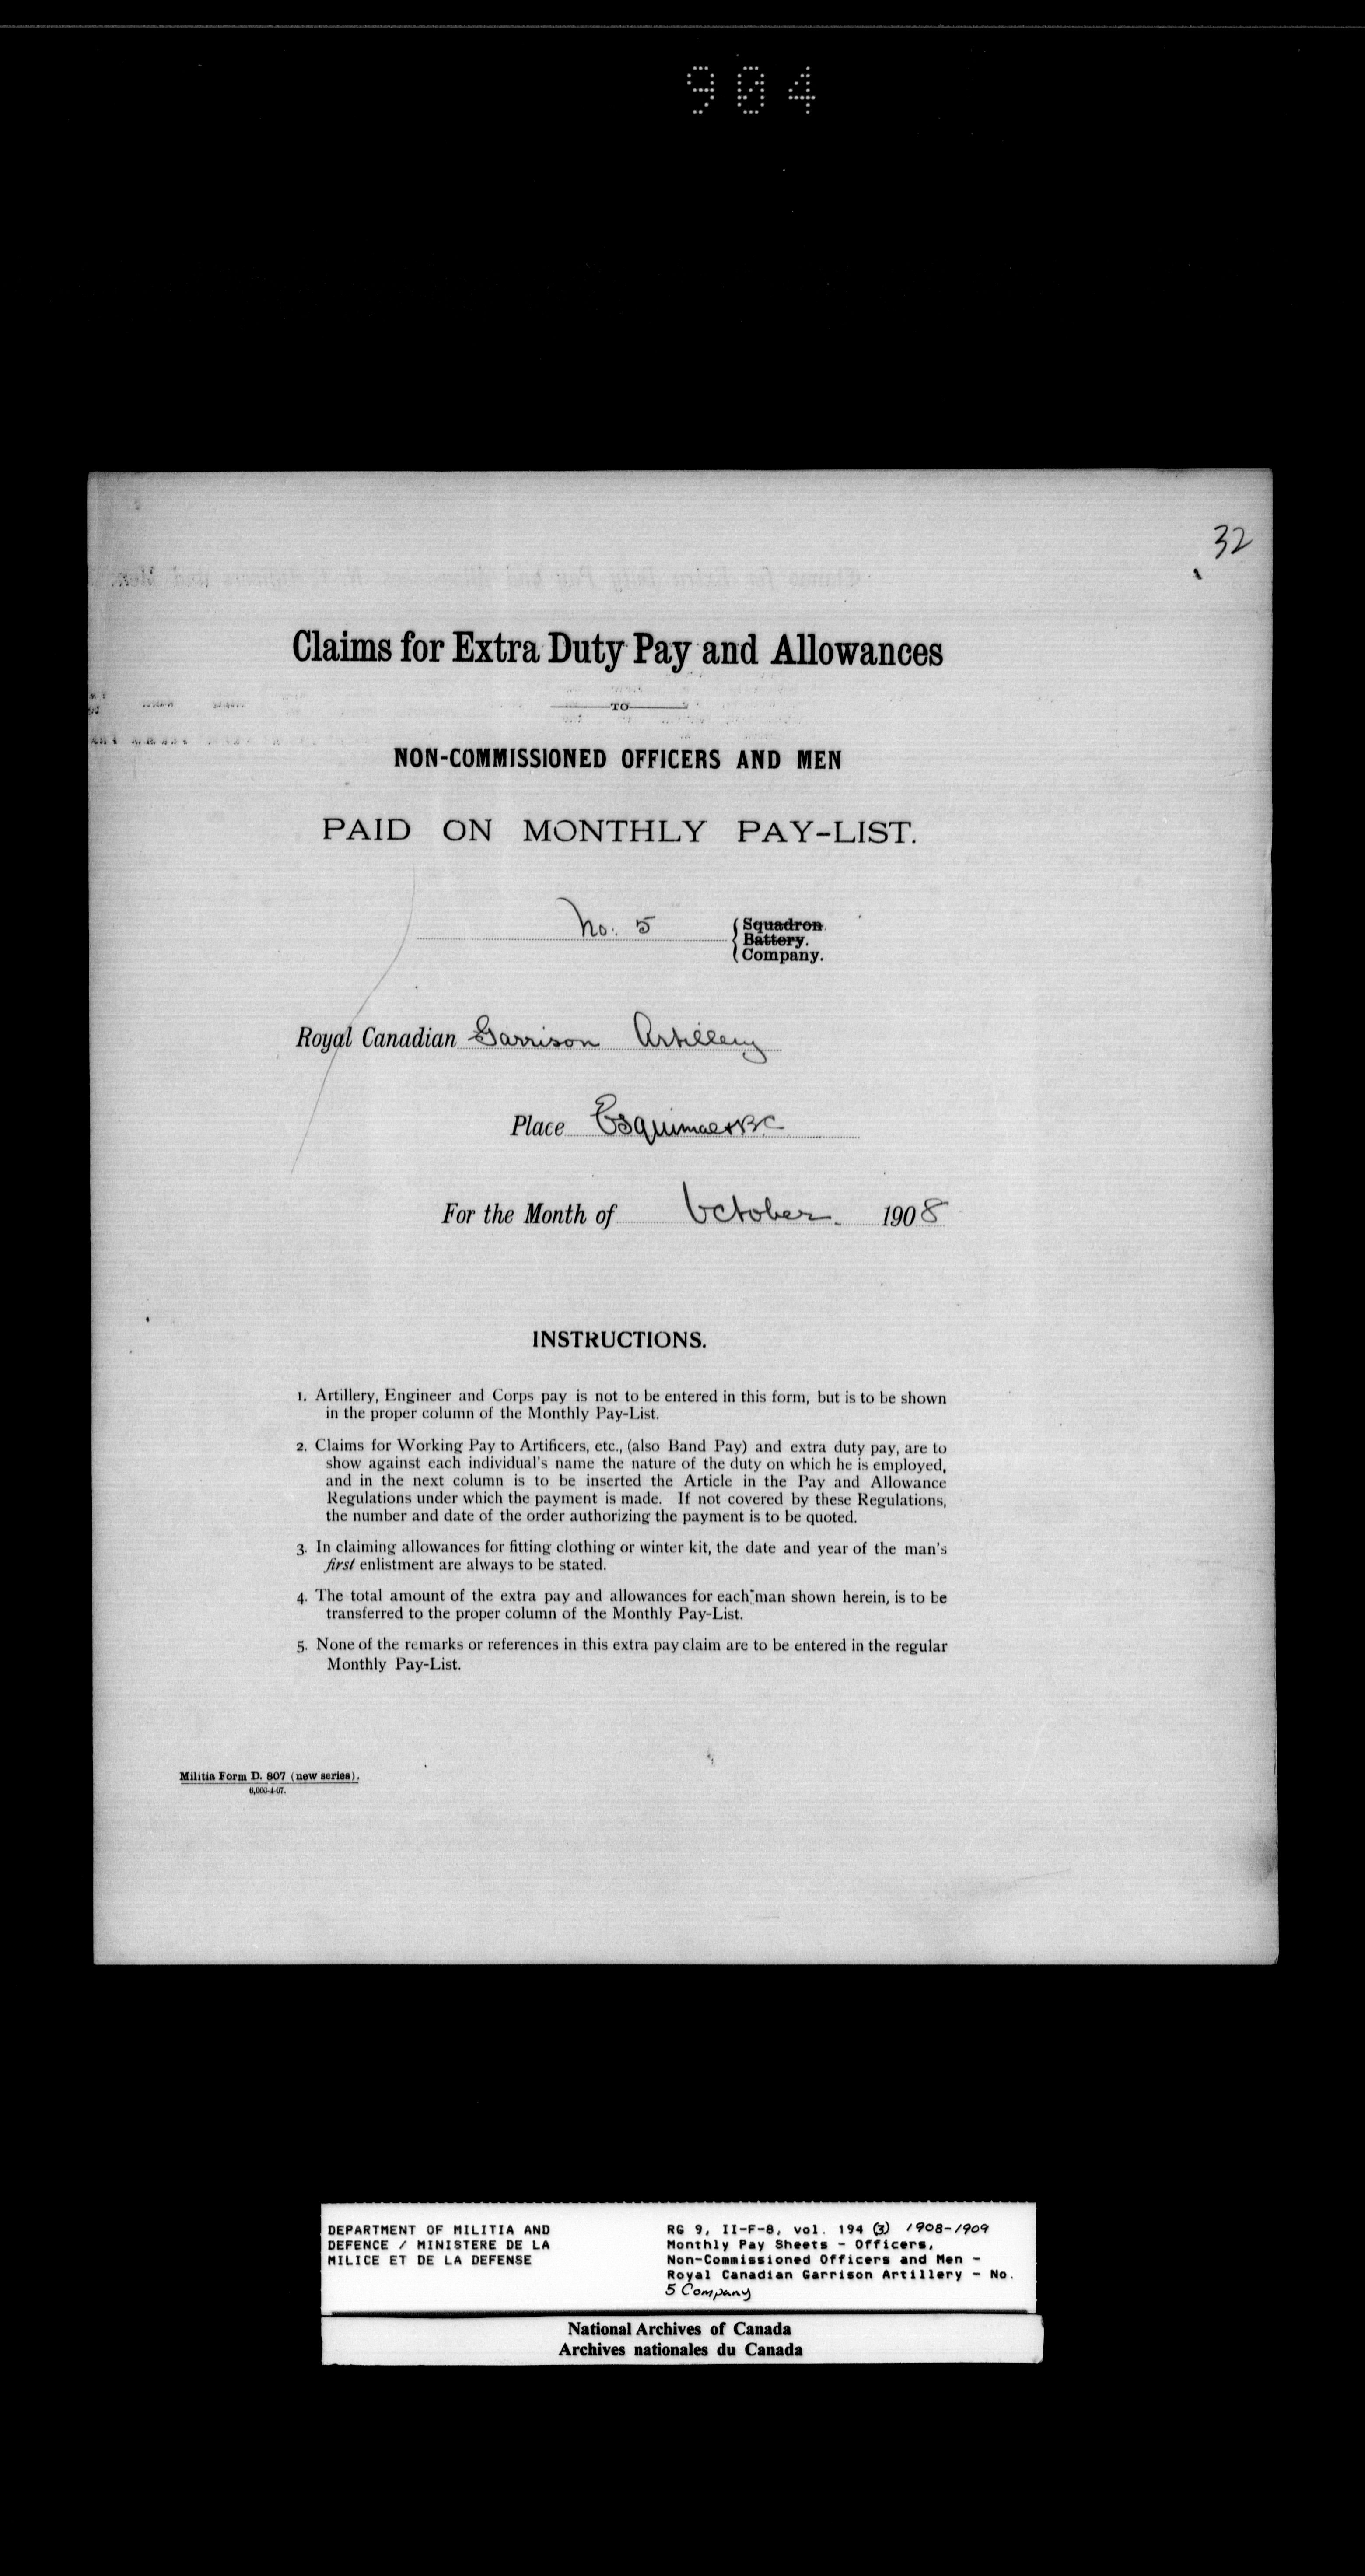 904
32
Claims for Extra Duty Pay and Allowances
TO
NON-COMMISSIONED OFFICERS AND MEN
PAID ON MONTHLY PAY-LIST.
No. 5
Squadron.
Battery.
Company.
Royal Canadian Garrison Artillery
Place Esquimalt BC
For the Month of October. 1908
INSTRUCTIONS.
1. Artillery, Engineer and Corps pay is not to be entered in this form, but is to be shown
in the proper column of the Monthly Pay-List.
2. Claims for Working Pay to Artificers, etc., (also Band Pay) and extra duty pay, are to
show against each individual's name the nature of the duty on which he is employed,
and in the next column is to be inserted the Article in the Pay and Allowance
Regulations under which the payment is made. If not covered by these Regulations,
the number and date of the order authorizing the payment is to be quoted.
3. In claiming allowances for fitting clothing or winter kit, the date and year of the man's
first enlistment are always to be stated.
4. The total amount of the extra pay and allowances for each man shown herein, is to be
transferred to the proper column of the Monthly Pay-List.
5. None of the remarks or references in this extra pay claim are to be entered in the regular
Monthly Pay-List.
Militia Form D. 807 (new series).
6,000-4-07.
DEPARTMENT OF MILITIA AND
DEFENCE / MINISTERE DE LA
MILICE ET DE LA DEFENSE
RG 9, II-F-8, vol. 194 (3) 1908-1909
Monthly Pay Sheets - Officers,
Non-Commissioned Officers and Men -
Royal Canadian Garrison Artillery - No.
5 Company
National Archives of Canada
Archives nationales du Canada